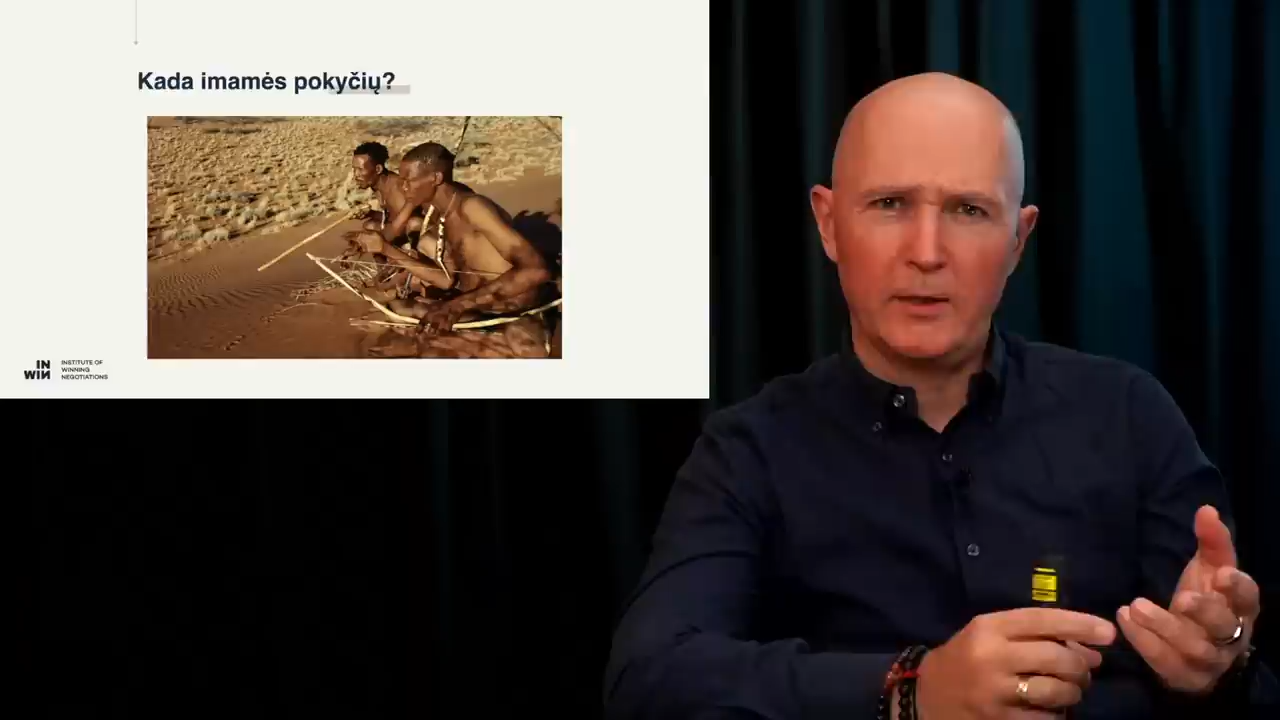 Kada imamės pokyčių?
IN
WIN
INSTITUTE OF
WINNING
NEGOTIATIONS